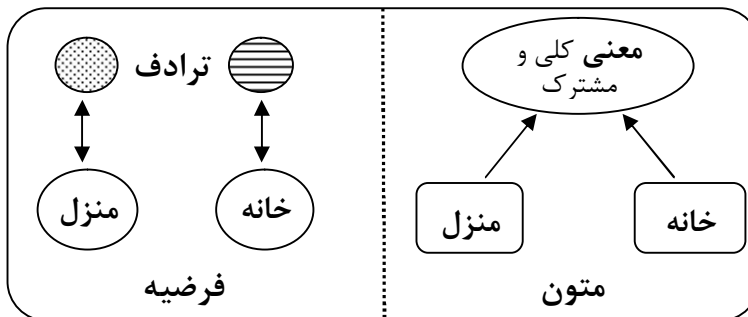 معنی کلی و
مشترک
خانه
منزل
متون
ترادف
خانه
منزل
فرضیه